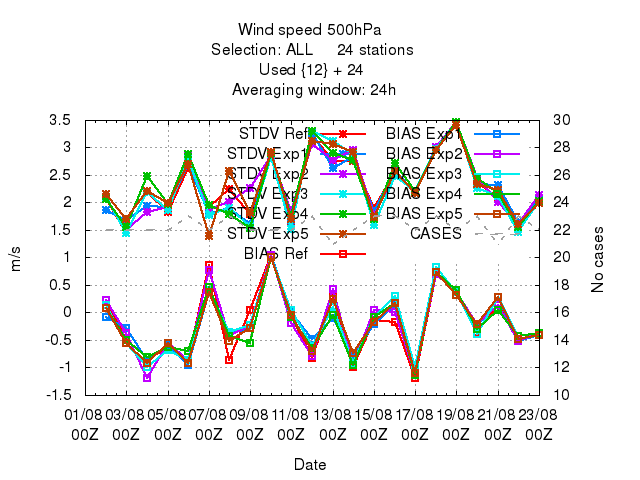 Wind speed 500hPa
Selection: ALL 24 stations
Used {12} + 24
Averaging window: 24h
3.5
3
2.5
2
1.5
1
0.5
0
-0.5
-1
-1.5
m/s
30
28
26
24
22
20
18
16
14
12
10
No cases
STDV Ref
STDV Exp1
STDV Exp2
STDV Exp3
STDV Exp4
STDV Exp5
BIAS Ref
BIAS Exp1
BIAS Exp2
BIAS Exp3
BIAS Exp4
BIAS Exp5
CASES
01/08 03/08 05/08 07/08 09/08 11/08 13/08 15/08 17/08 19/08 21/08 23/08
00Z 00Z 00Z 00Z 00Z 00Z 00Z 00Z 00Z 00Z 00Z 00Z
Date